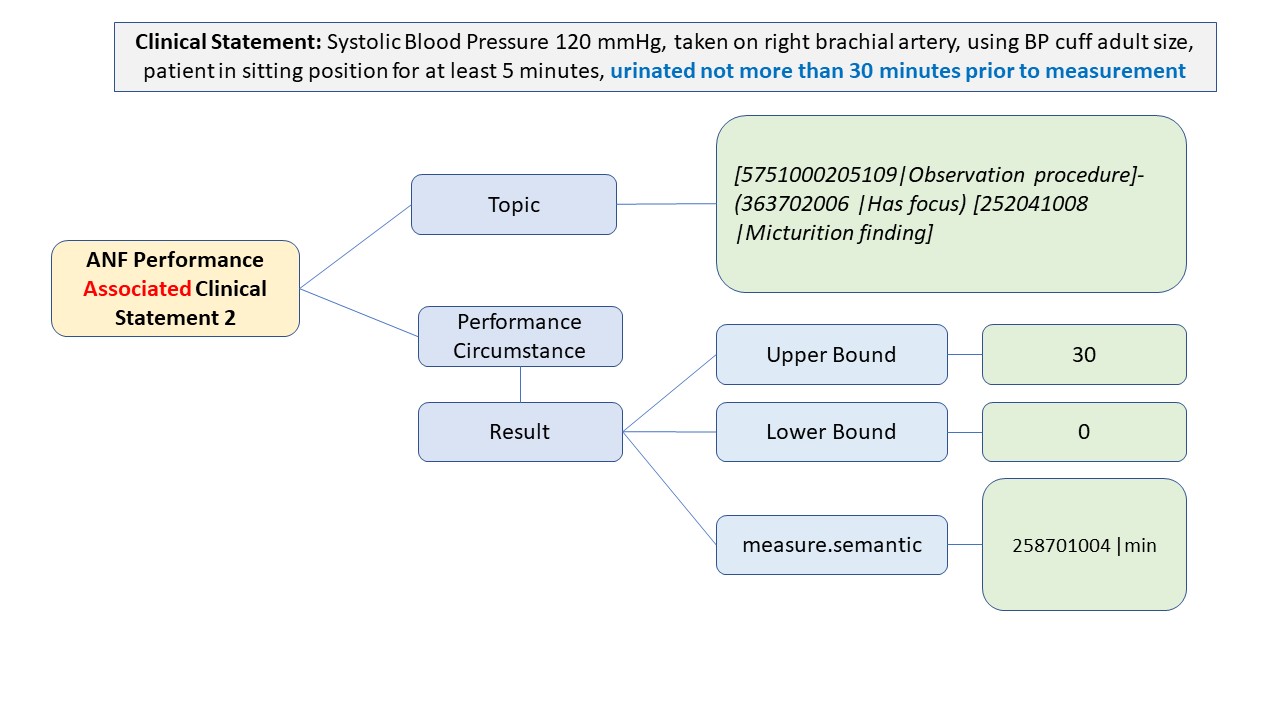 Clinical Statement: Systolic Blood Pressure 120 mmHg, taken on right brachial artery, using BP cuff adult size,
patient in sitting position for at least 5 minutes, urinated not more than 30 minutes prior to measurement
ANF Performance
Associated Clinical
Statement 2
Topic
[5751000205109|Observation procedure]-
(363702006 |Has focus) [252041008
|Micturition finding]
Performance
Circumstance
Result
Upper Bound
30
Lower Bound
0
measure.semantic
258701004 |min